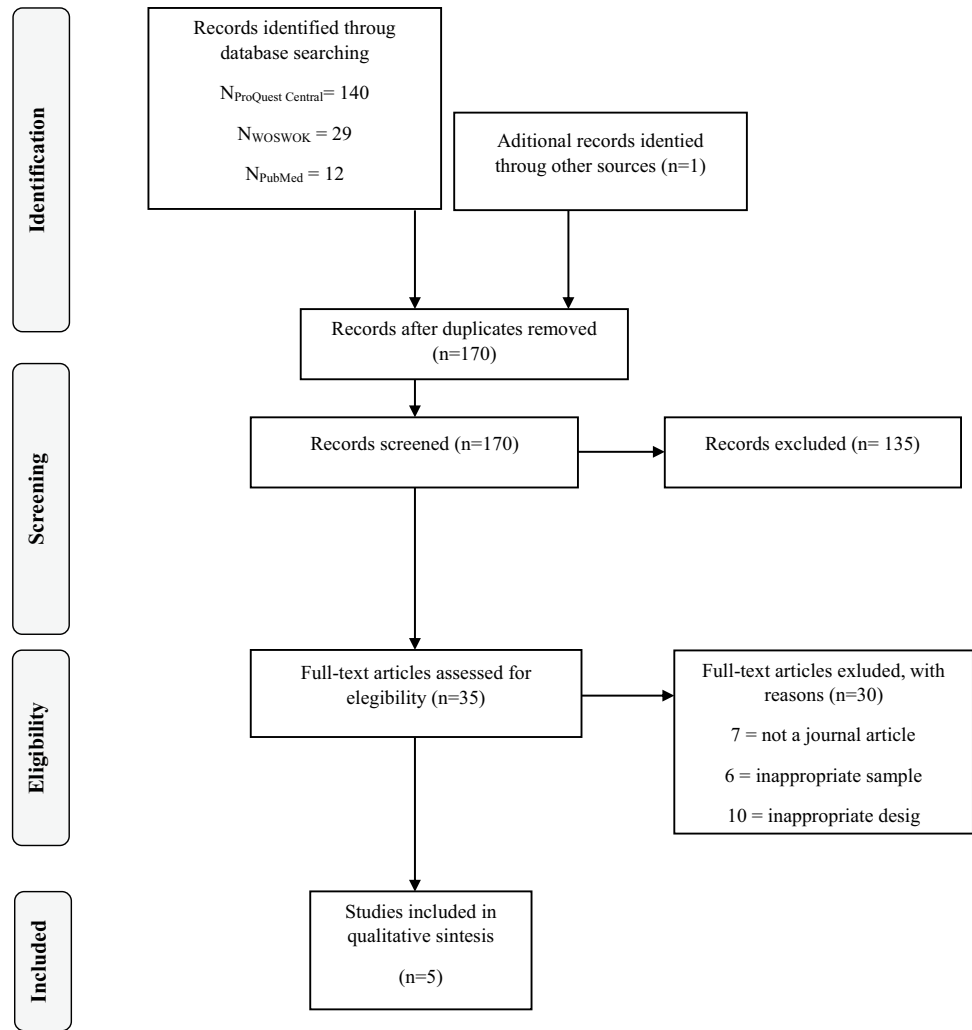 Identification
Records identified throug
database searching
NProQuest Central= 140
NWOSWOK = 29
NPubMed = 12
Aditional records identied
throug other sources (n=1)
Records after duplicates removed
(n=170)
Screening
Records screened (n=170)
Records excluded (n= 135)
Eligibility
Full-text articles assessed for
elegibility (n=35)
Full-text articles exluded, with
reasons (n=30)
7 = not a journal article
6 = inappropriate sample
10 = inappropriate desig
Included
Studies included in
qualitative sintesis
(n=5)